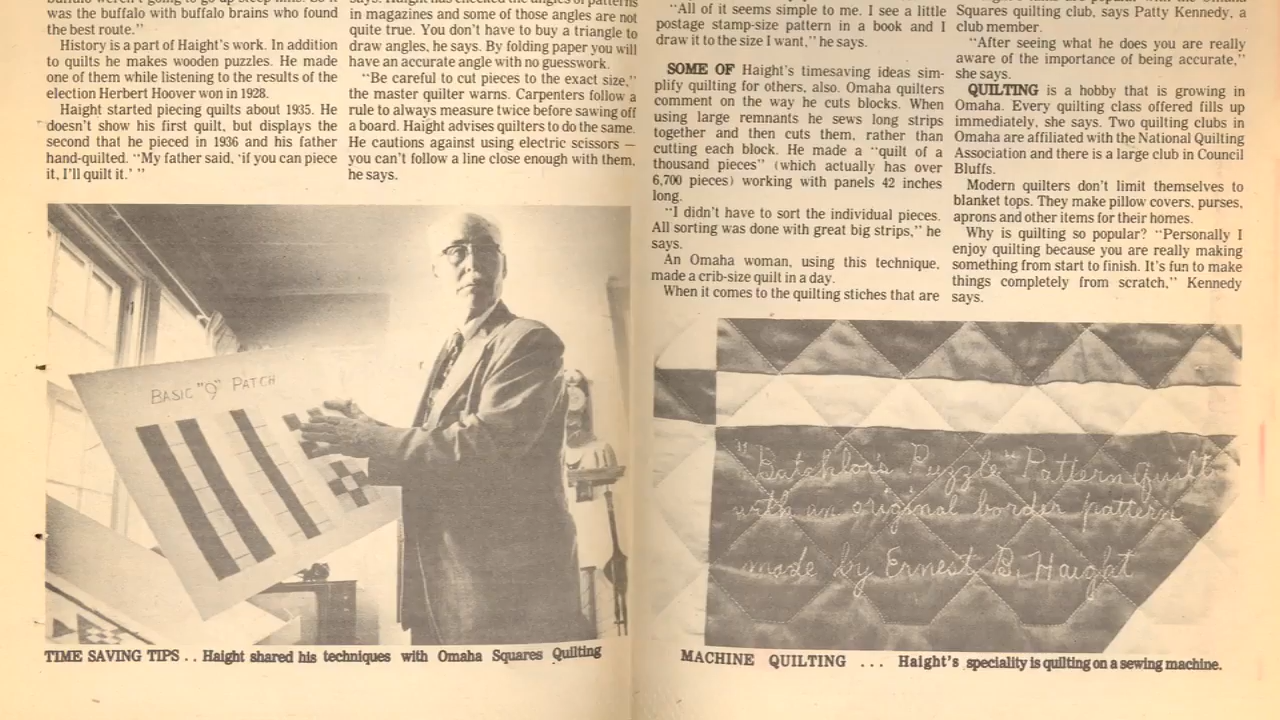 was the buffalo with buffalo brains who found
the best route."
History is a part of Haight's work. In addition
to quilts he makes wooden puzzles. He made
one of them while listening to the results of the
election Herbert Hoover won in 1928.
Haight started piecing quilts about 1935. He
doesn't show his first quilt, but displays the
second that he pieced in 1936 and his father
hand-quilted. "My father said, 'if you can piece
it, I'll quilt it.' "
says. Haight has checked the angles of patterns
in magazines and some of those angles are not
quite true. You don't have to buy a triangle to
draw angles, he says. By folding paper you will
have an accurate angle with no guesswork.
"Be careful to cut pieces to the exact size,"
the master quilter warns. Carpenters follow a
rule to always measure twice before sawing off
a board. Haight advises quilters to do the same.
He cautions against using electric scissors —
you can't follow a line close enough with them,
he says.
"All of it seems simple to me. I see a little
postage stamp-size pattern in a book and I
draw it to the size I want," he says.
SOME OF Haight's timesaving ideas sim-
plify quilting for others, also. Omaha quilters
comment on the way he cuts blocks. When
using large remnants he sews long strips
together and then cuts them, rather than
cutting each block. He made a "quilt of a
thousand pieces" (which actually has over
6,700 pieces) working with panels 42 inches
long.
"I didn't have to sort the individual pieces.
All sorting was done with great big strips," he
says.
An Omaha woman, using this technique,
made a crib-size quilt in a day.
When it comes to the quilting stiches that are
Squares quilting club, says Patty Kennedy, a
club member.
"After seeing what he does you are really
aware of the importance of being accurate,"
she says.
QUILTING is a hobby that is growing in
Omaha. Every quilting class offered fills up
immediately, she says. Two quilting clubs in
Omaha are affiliated with the National Quilting
Association and there is a large club in Council
Bluffs.
Modern quilters don't limit themselves to
blanket tops. They make pillow covers, purses,
aprons and other items for their homes.
Why is quilting so popular? "Personally I
enjoy quilting because you are really making
something from start to finish. It's fun to make
things completely from scratch," Kennedy
says.
BASIC "9" PATCH
TIME SAVING TIPS . . Haight shared his techniques with Omaha Squares Quilting
"Batchlor's Puzzle" Pattern Quilt
with an original border pattern
made by Ernest B. Haight
MACHINE QUILTING . . . Haight's speciality is quilting on a sewing machine.